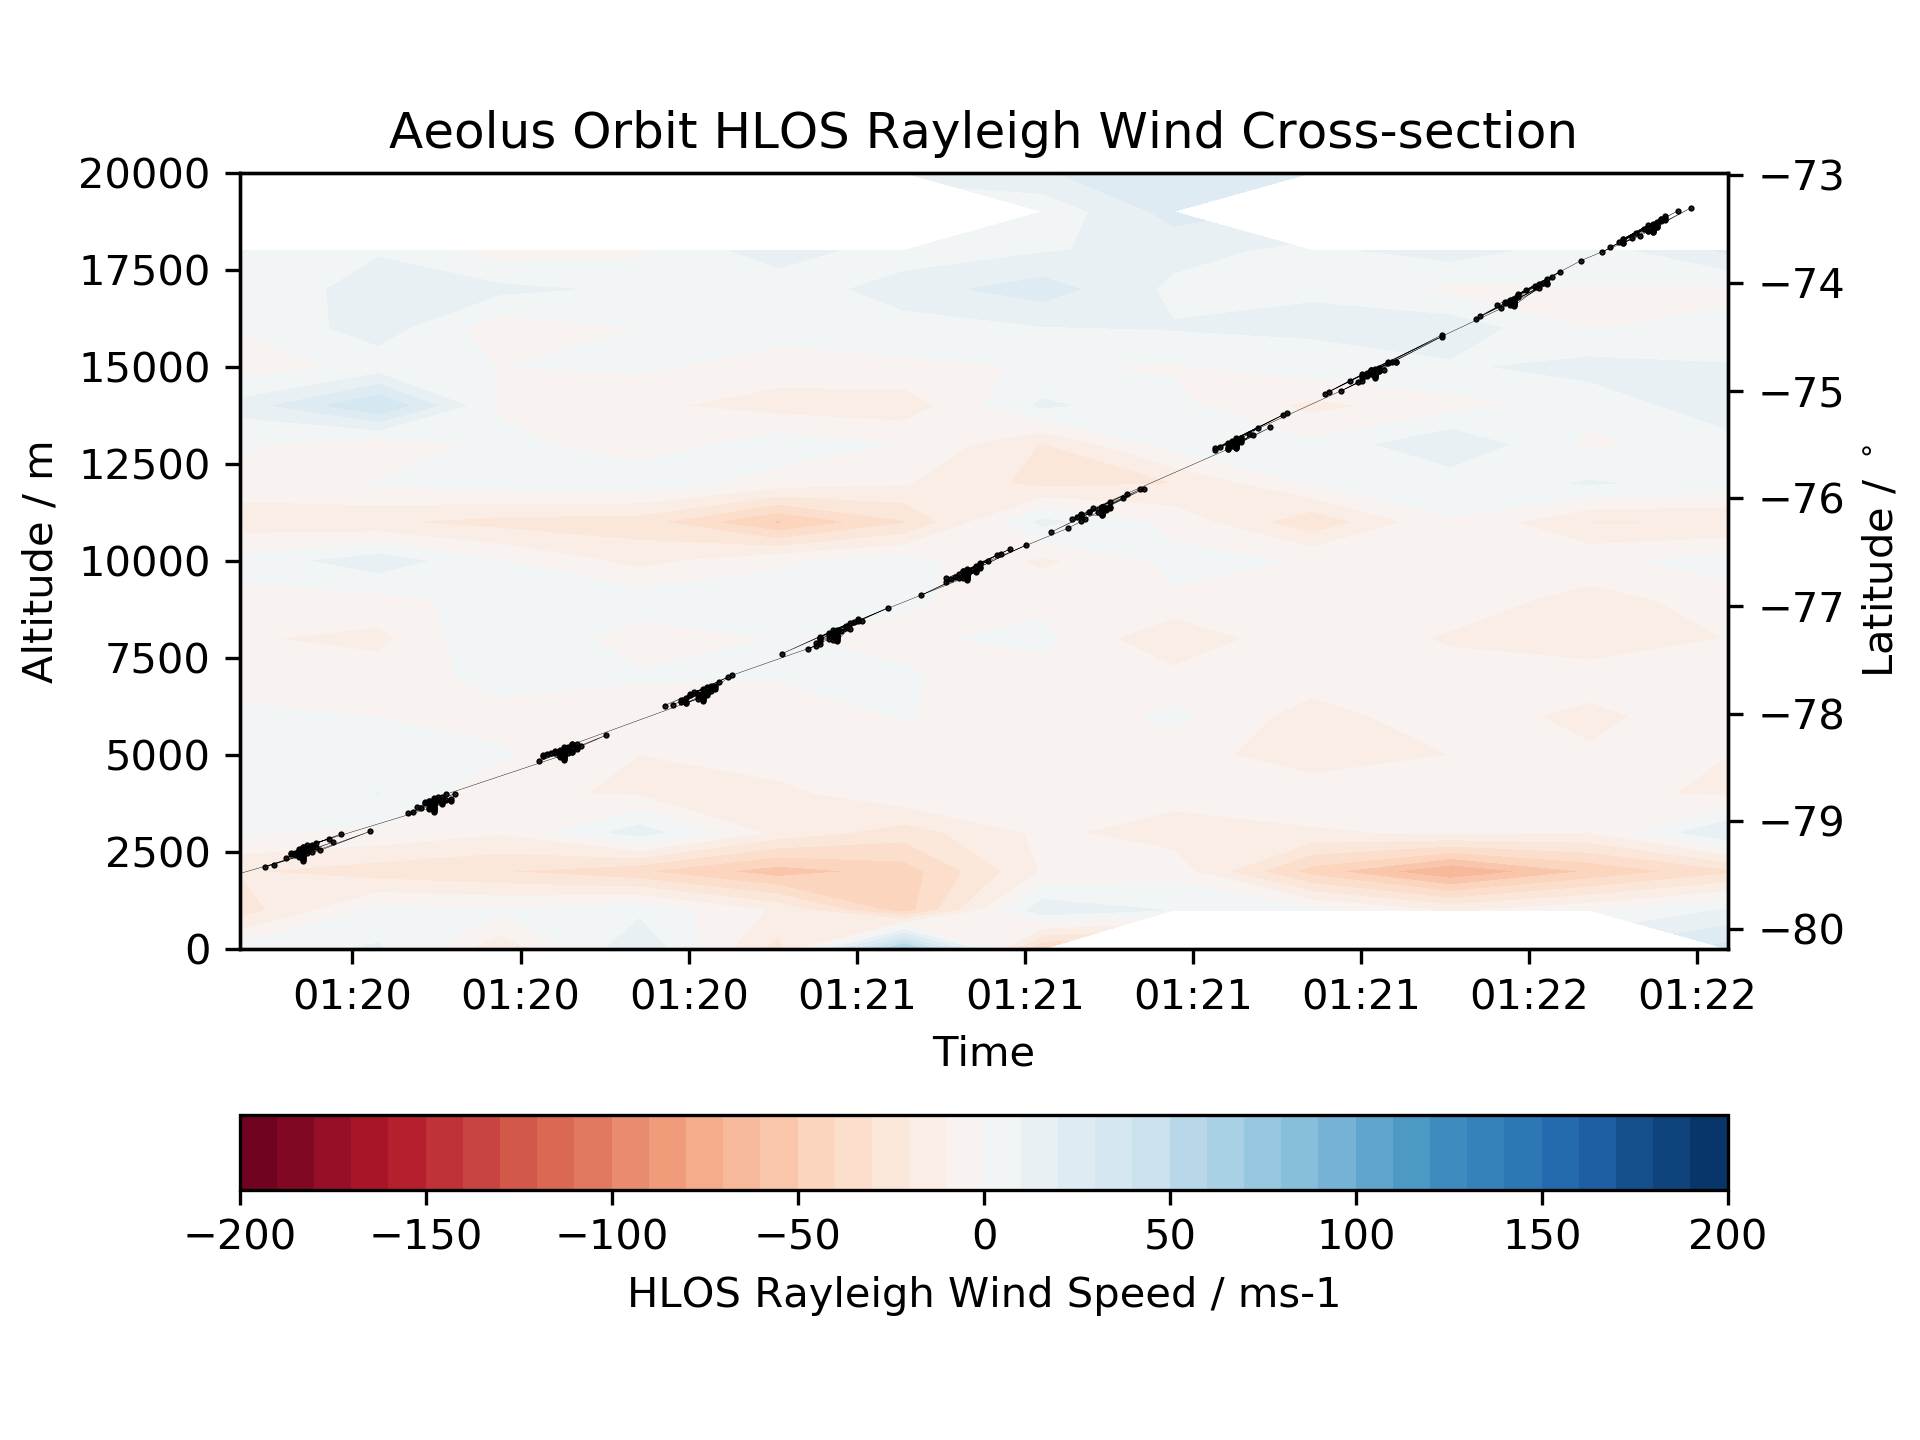 Aeolus Orbit HLOS Rayleigh Wind Cross-section
20000
17500
15000
12500
10000
7500
5000
2500
0
Altitude / m
−73
−74
−75
−76
−77
−78
−79
−80
Latitude / °
01:20 01:20 01:20 01:21 01:21 01:21 01:21 01:22 01:22
Time
−200 −150 −100 −50 0 50 100 150 200
HLOS Rayleigh Wind Speed / ms-1